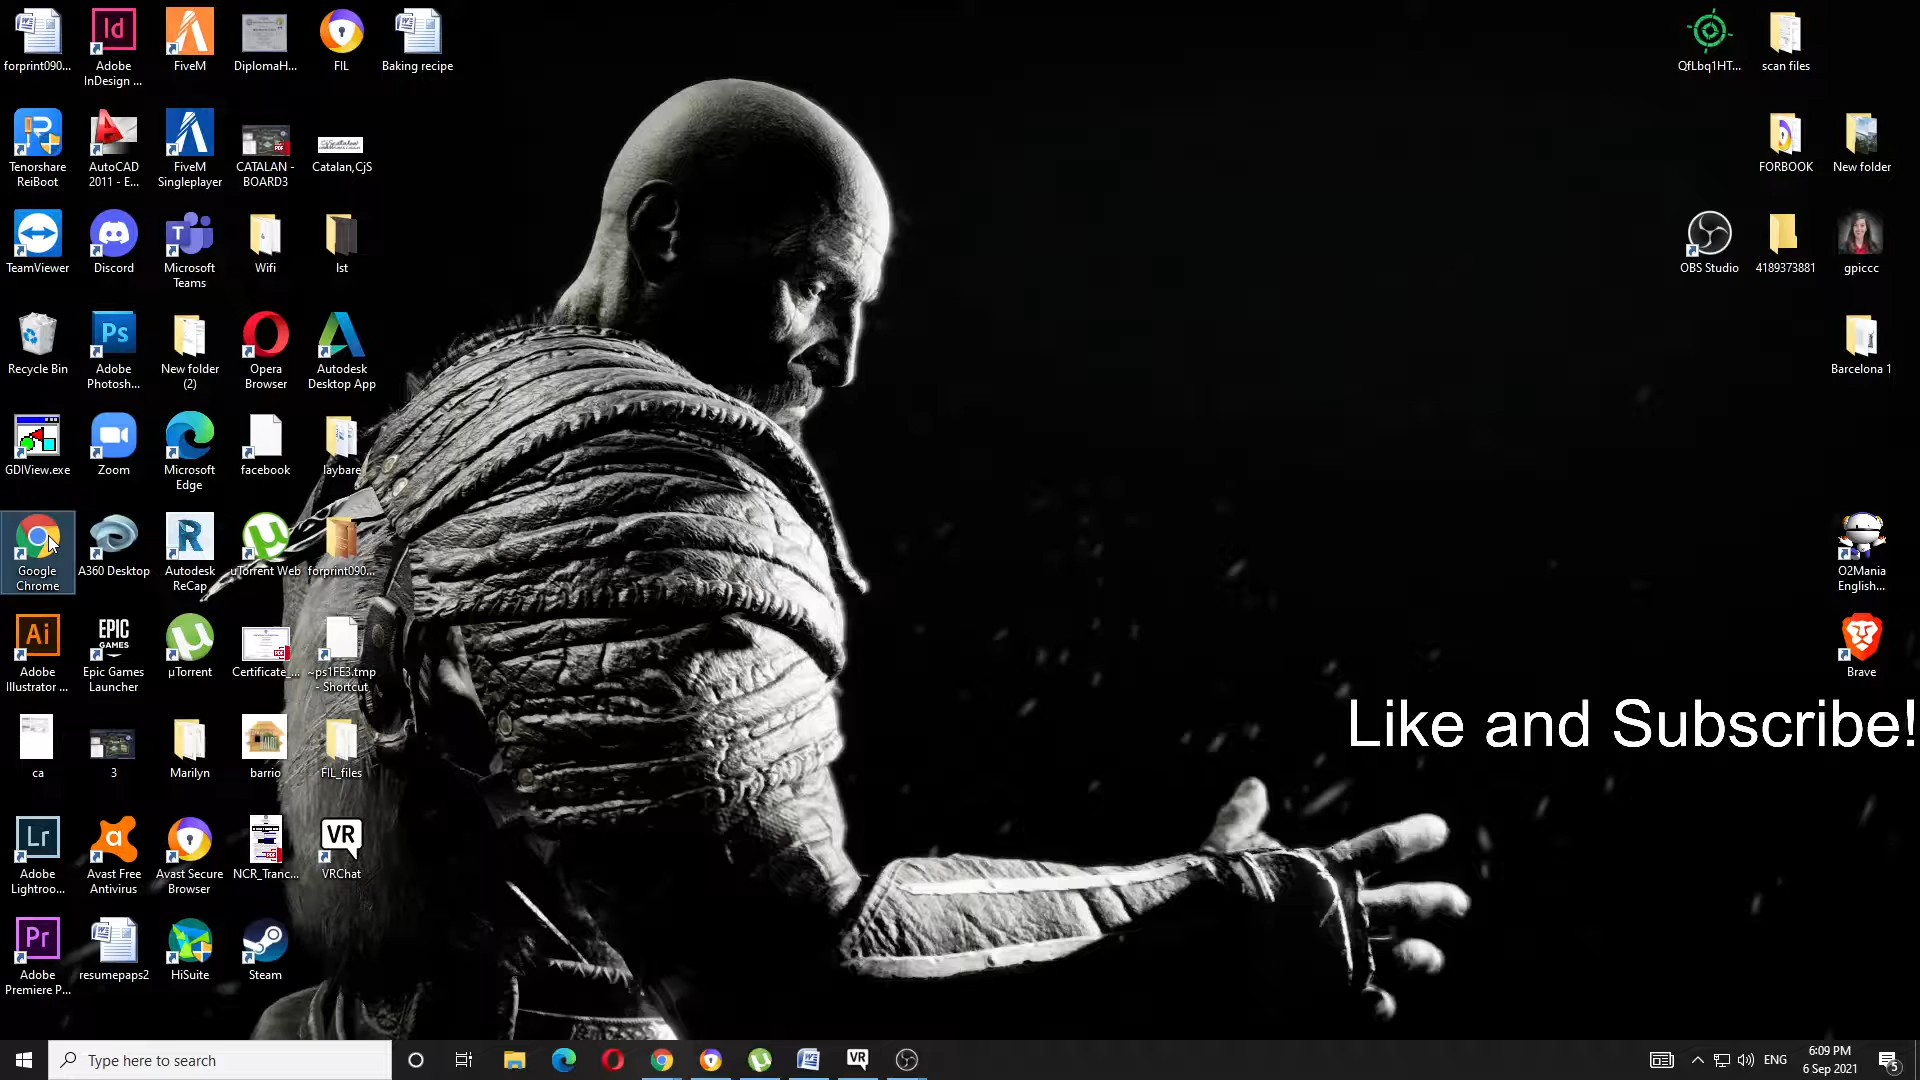 forprint090...
Adobe
InDesign ...
FiveM
DiplomaH...
FIL
Baking recipe
QfLbq1HT...
scan files
Tenorshare
ReiBoot
AutoCAD
2011 - E...
FiveM
Singleplayer
CATALAN -
BOARD3
Catalan,CjS
FORBOOK
New folder
TeamViewer
Discord
Microsoft
Teams
Wifi
lst
OBS Studio
4189373881
gpiccc
Recycle Bin
Adobe
Photosh...
New folder
(2)
Opera
Browser
Autodesk
Desktop App
Barcelona 1
GDIView.exe
Zoom
Microsoft
Edge
facebook
laybare
Google
Chrome
A360 Desktop
Autodesk
ReCap
uTorrent Web
forprint090...
O2Mania
English...
Adobe
Illustrator ...
EPIC
GAMES
Epic Games
Launcher
µTorrent
Certificate_...
~ps1FE3.tmp
- Shortcut
Brave
Like and Subscribe!
ca
3
Marilyn
barrio
FIL_files
Adobe
Lightroo...
Avast Free
Antivirus
Avast Secure
Browser
NCR_Tranc...
VR
VRChat
Adobe
Premiere P...
resumepaps2
HiSuite
Steam
Type here to search
VR
ENG
6:09 PM
6 Sep 2021
5